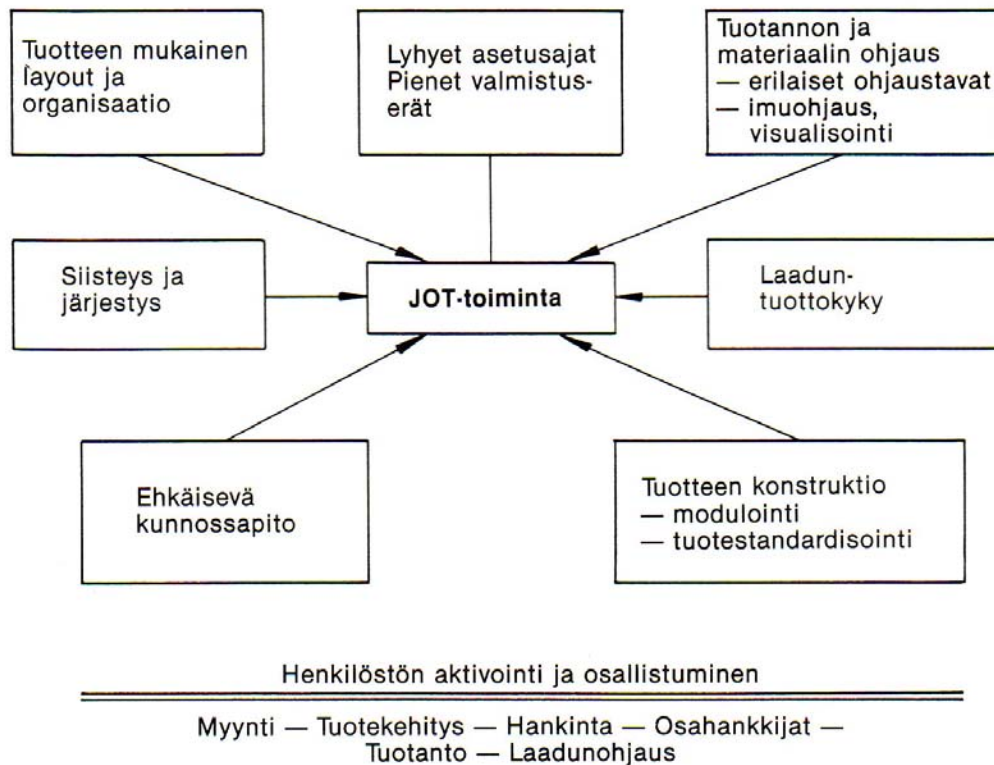 Tuotteen mukainen
layout ja
organisaatio
Lyhyet asetusajat
Pienet valmistus-
erät
Tuotannon ja
materiaalin ohjaus
— erilaiset ohjaustavat
— imuohjaus,
visualisointi
Siisteys ja
järjestys
JOT-toiminta
Laadun-
tuottokyky
Ehkäisevä
kunnossapito
Tuotteen konstruktio
— modulointi
— tuotestandardisointi
Henkilöstön aktivointi ja osallistuminen
Myynti — Tuotekehitys — Hankinta — Osahankkijat —
Tuotanto — Laadunohjaus